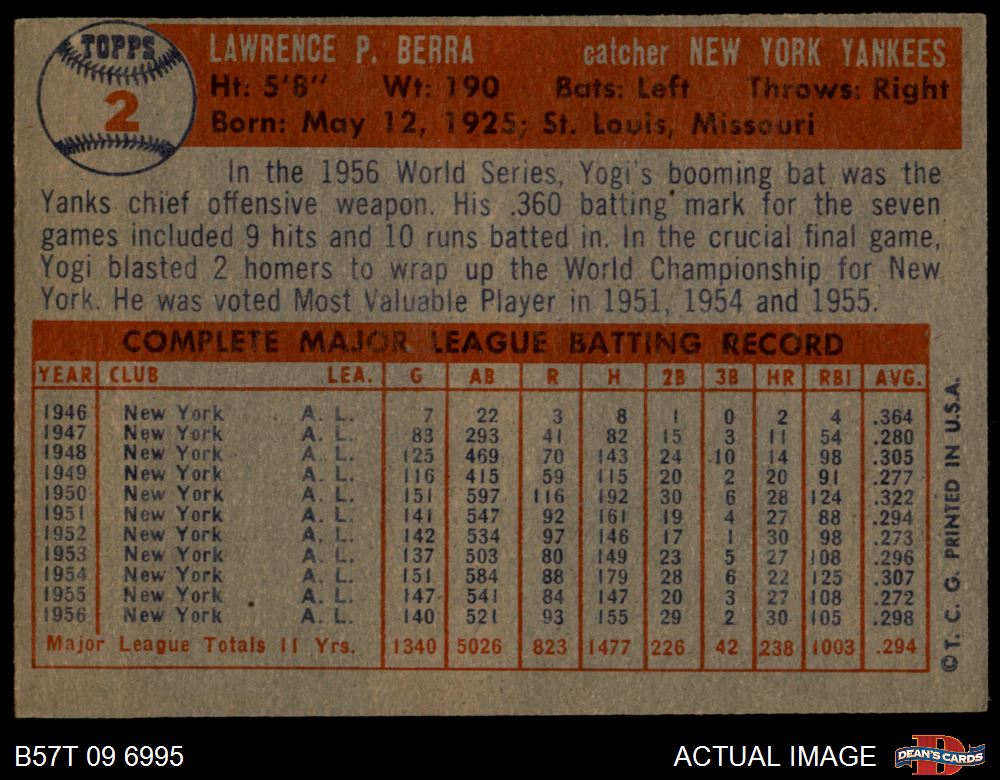 TOPPS
2
LAWRENCE P. BERRA catcher NEW YORK YANKEES
Ht: 5'8" Wt: 190 Bats: Left Throws: Right
Born: May 12, 1925; St. Louis, Missouri
In the 1956 World Series, Yogi's booming bat was the
Yanks chief offensive weapon. His .360 batting mark for the seven
games included 9 hits and 10 runs batted in. In the crucial final game,
Yogi blasted 2 homers to wrap up the World Championship for New
York. He was voted Most Valuable Player in 1951, 1954 and 1955.
COMPLETE MAJOR LEAGUE BATTING RECORD
YEAR CLUB LEA. G AB R H 2B 3B HR RBI AVG.
1946 New York A. L. 7 22 3 8 1 0 2 4 .364
1947 New York A. L. 83 293 41 82 15 3 11 54 .280
1948 New York A. L. 125 469 70 143 24 10 14 98 .305
1949 New York A. L. 116 415 59 115 20 2 20 91 .277
1950 New York A. L. 151 597 116 192 30 6 28 124 .322
1951 New York A. L. 141 547 92 161 19 4 27 88 .294
1952 New York A. L. 142 534 97 146 17 1 30 98 .273
1953 New York A. L. 137 503 80 149 23 5 27 108 .296
1954 New York A. L. 151 584 88 179 28 6 22 125 .307
1955 New York A. L. 147 541 84 147 20 3 27 108 .272
1956 New York A. L. 140 521 93 155 29 2 30 105 .298
Major League Totals 11 Yrs. 1340 5026 823 1477 226 42 238 1003 .294
© T. C. G. PRINTED IN U.S.A.
B57T 09 6995 ACTUAL IMAGE
D
DEAN'S CARDS